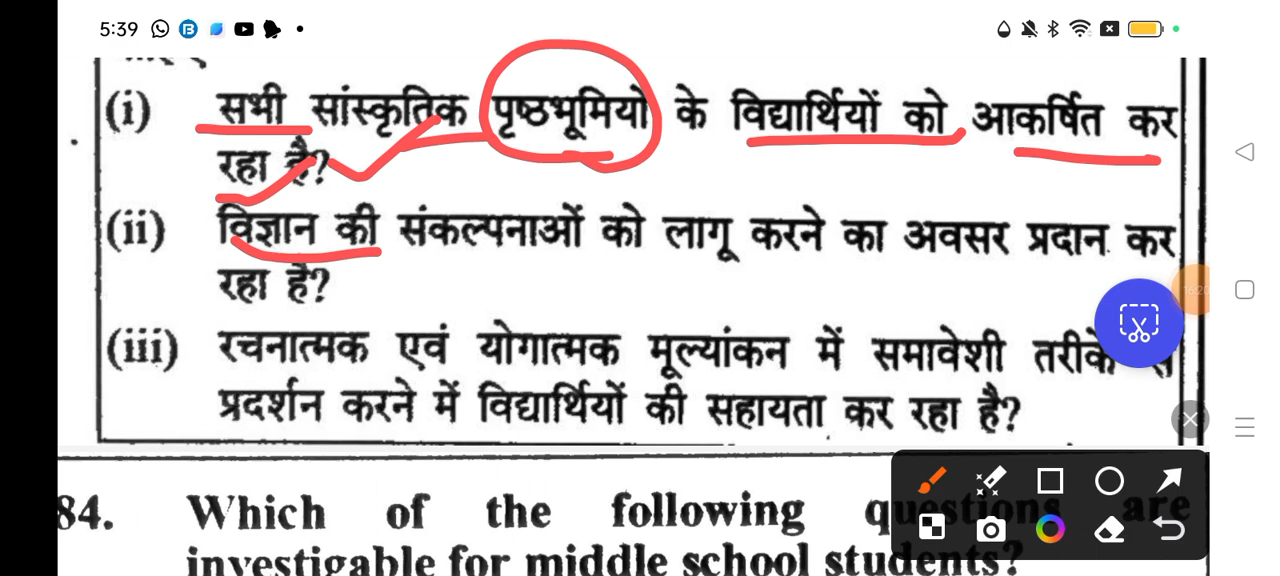 5:39
(i) सभी सांस्कृतिक पृष्ठभूमियों के विद्यार्थियों को आकर्षित कर
रहा है?
(ii) विज्ञान की संकल्पनाओं को लागू करने का अवसर प्रदान कर
रहा है?
16:20
(iii) रचनात्मक एवं योगात्मक मूल्यांकन में समावेशी तरीके से
प्रदर्शन करने में विद्यार्थियों की सहायता कर रहा है?
84. Which of the following questions are
investigable for middle school students?